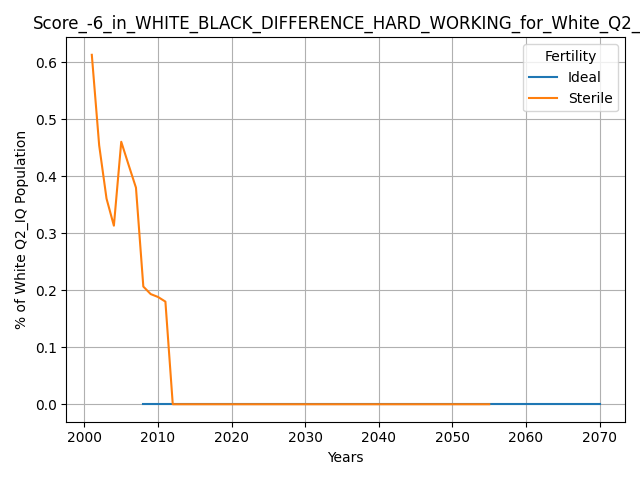 Score_-6_in_WHITE_BLACK_DIFFERENCE_HARD_WORKING_for_White_Q2_
Fertility
Ideal
Sterile
% of White Q2_IQ Population
0.6
0.5
0.4
0.3
0.2
0.1
0.0
2000 2010 2020 2030 2040 2050 2060 2070
Years